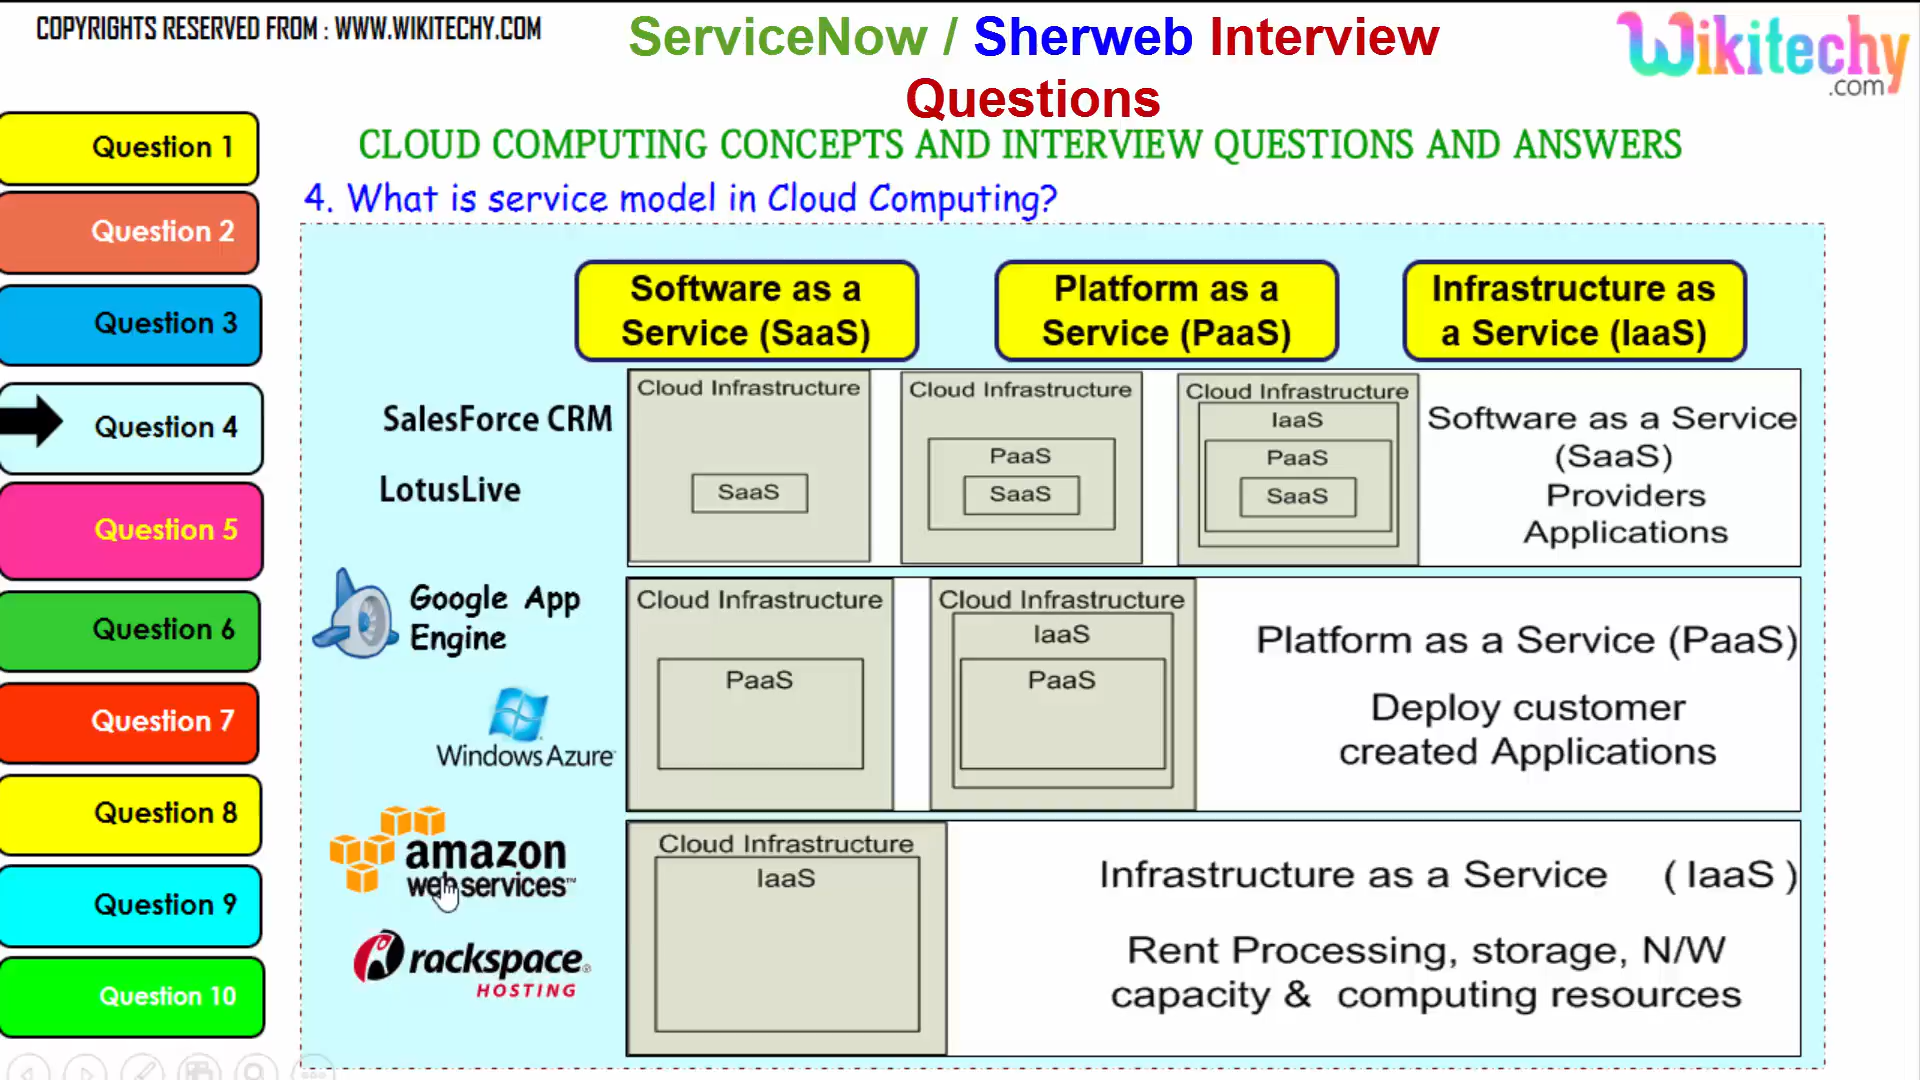 COPYRIGHTS RESERVED FROM : WWW.WIKITECHY.COM
ServiceNow / Sherweb Interview
Questions
Wikitechy
.com
CLOUD COMPUTING CONCEPTS AND INTERVIEW QUESTIONS AND ANSWERS
4. What is service model in Cloud Computing?
Question 1
Question 2
Question 3
Question 4
Question 5
Question 6
Question 7
Question 8
Question 9
Question 10
Software as a
Service (SaaS)
Platform as a
Service (PaaS)
Infrastructure as
a Service (IaaS)
SalesForce CRM
LotusLive
Cloud Infrastructure
SaaS
Cloud Infrastructure
PaaS
SaaS
Cloud Infrastructure
IaaS
PaaS
SaaS
Software as a Service
(SaaS)
Providers
Applications
Google App
Engine
Windows Azure
Cloud Infrastructure
PaaS
Cloud Infrastructure
IaaS
PaaS
Platform as a Service (PaaS)
Deploy customer
created Applications
amazon
webservices™
rackspace®
HOSTING
Cloud Infrastructure
IaaS
Infrastructure as a Service ( IaaS )
Rent Processing, storage, N/W
capacity & computing resources